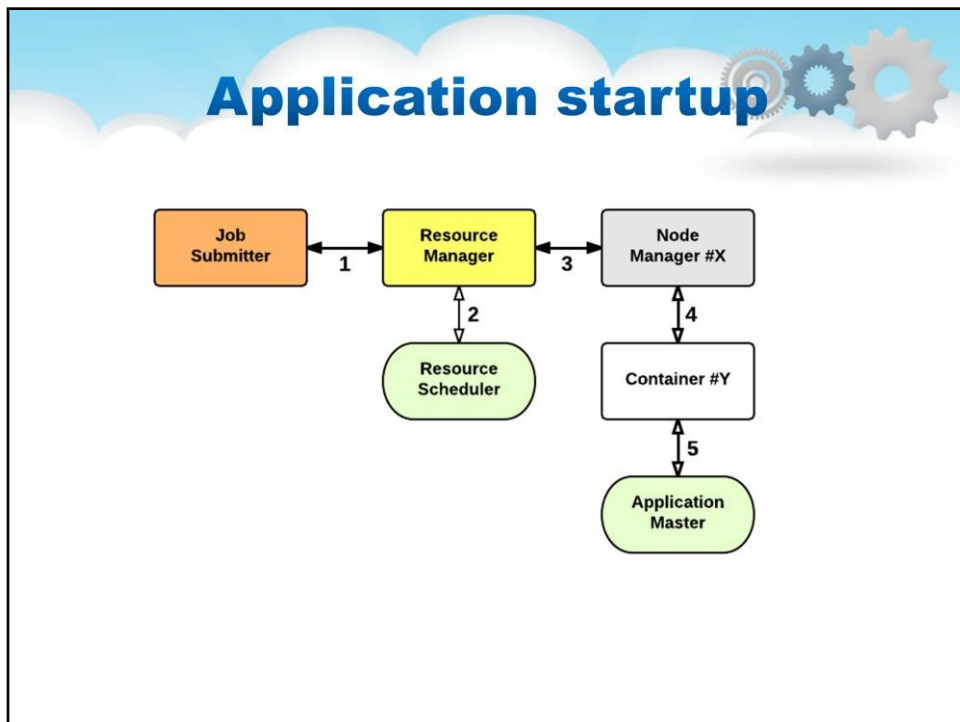 Application startup
Job
Submitter
1
Resource
Manager
3
Node
Manager #X
2
4
Resource
Scheduler
Container #Y
5
Application
Master